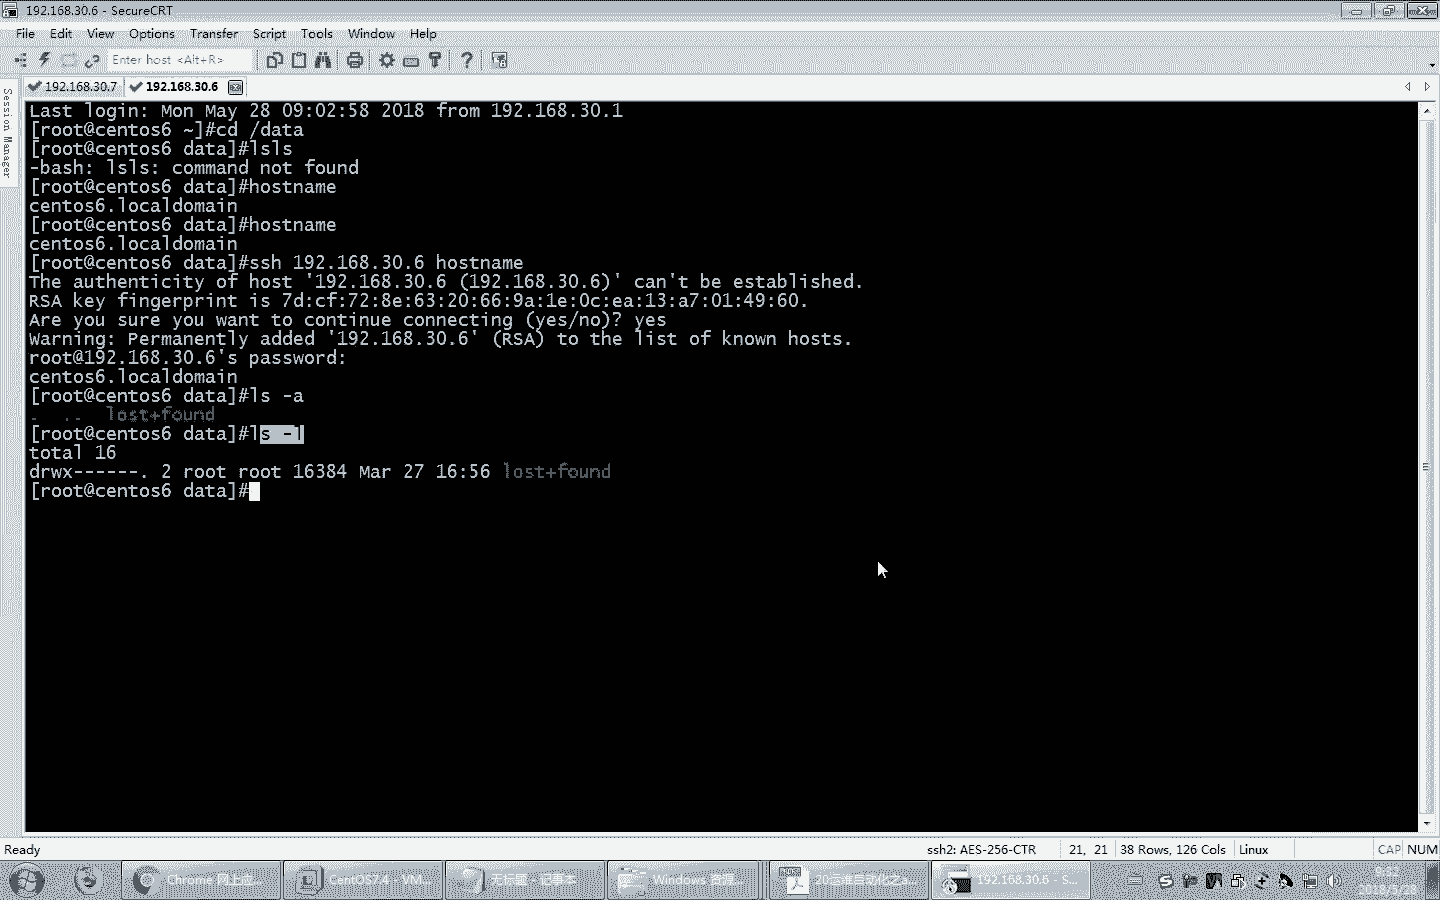 192.168.30.6 - SecureCRT
File Edit View Options Transfer Script Tools Window Help
Enter host <Alt+R>
192.168.30.7 192.168.30.6
Session Manager
Last login: Mon May 28 09:02:58 2018 from 192.168.30.1
[root@centos6 ~]#cd /data
[root@centos6 data]#lsls
-bash: lsls: command not found
[root@centos6 data]#hostname
centos6.localdomain
[root@centos6 data]#hostname
centos6.localdomain
[root@centos6 data]#ssh 192.168.30.6 hostname
The authenticity of host '192.168.30.6 (192.168.30.6)' can't be established.
RSA key fingerprint is 7d:cf:72:8e:63:20:66:9a:1e:0c:ea:13:a7:01:49:60.
Are you sure you want to continue connecting (yes/no)? yes
Warning: Permanently added '192.168.30.6' (RSA) to the list of known hosts.
root@192.168.30.6's password:
centos6.localdomain
[root@centos6 data]#ls -a
. .. lost+found
[root@centos6 data]#ls -l
total 16
drwx------. 2 root root 16384 Mar 27 16:56 lost+found
[root@centos6 data]#
Ready ssh2: AES-256-CTR 21, 21 38 Rows, 126 Cols Linux CAP NUM
Chrome 网上应... CentOS7.4 - VM... 无标题 - 记事本 Windows 资源... 20运维自动化之a... 192.168.30.6 - S... 9:32
2018/5/28